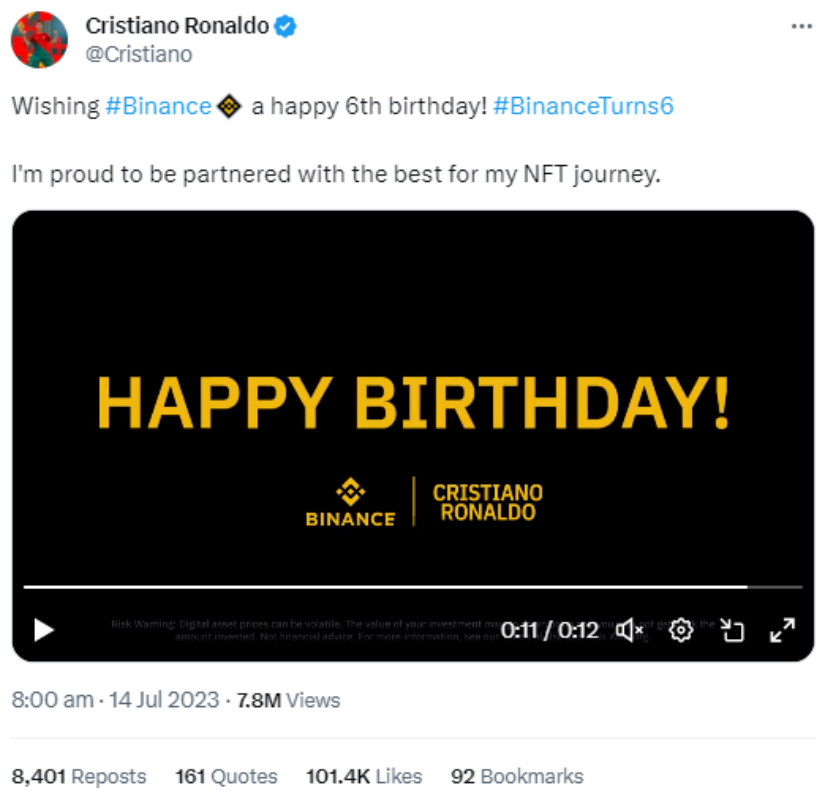 Cristiano Ronaldo
@Cristiano
Wishing #Binance a happy 6th birthday! #BinanceTurns6
I'm proud to be partnered with the best for my NFT journey.
HAPPY BIRTHDAY!
BINANCE
CRISTIANO
RONALDO
Risk Warning: Digital asset prices can be volatile. The value of your investment
amount invested. Not financial advice. For more information, see our
0:11 / 0:12
8:00 am · 14 Jul 2023 · 7.8M Views
8,401 Reposts 161 Quotes 101.4K Likes 92 Bookmarks